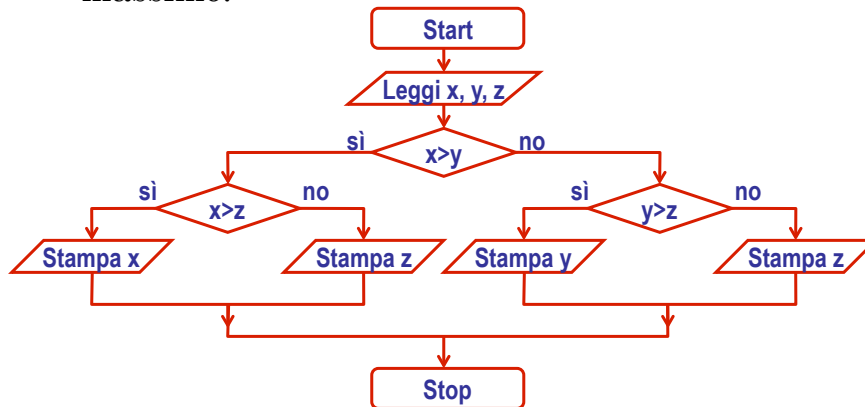 Start
Leggi x, y, z
sì
x>y
no
sì
x>z
no
sì
y>z
no
Stampa x
Stampa z
Stampa y
Stampa z
Stop